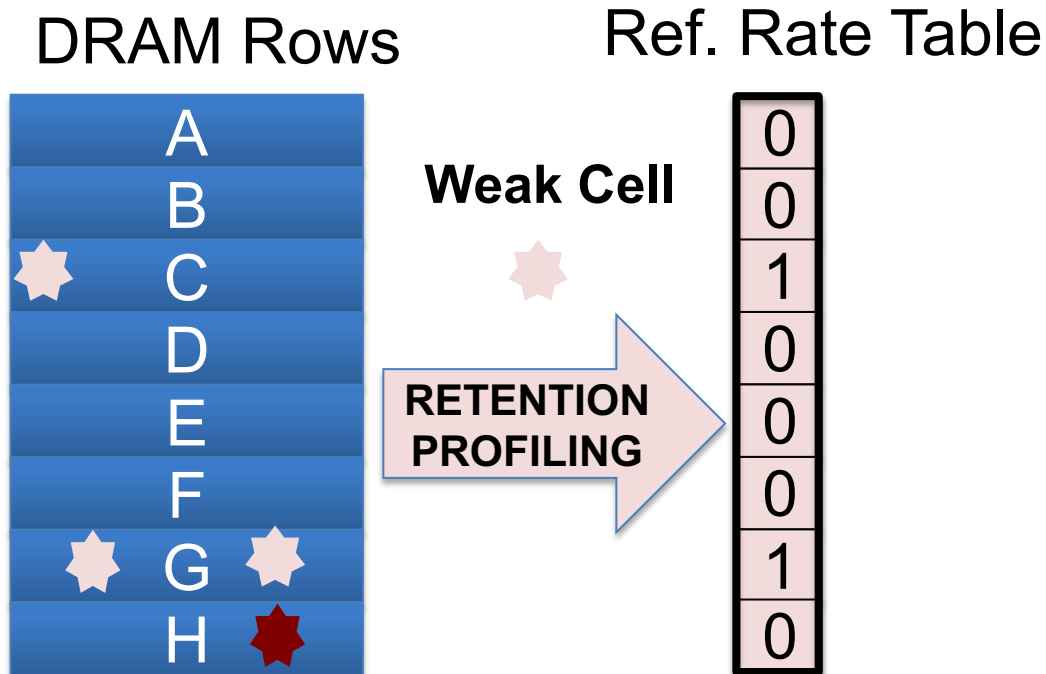 DRAM Rows
Ref. Rate Table
A
B
C
D
E
F
G
H
Weak Cell
RETENTION
PROFILING
0
0
1
0
0
0
1
0